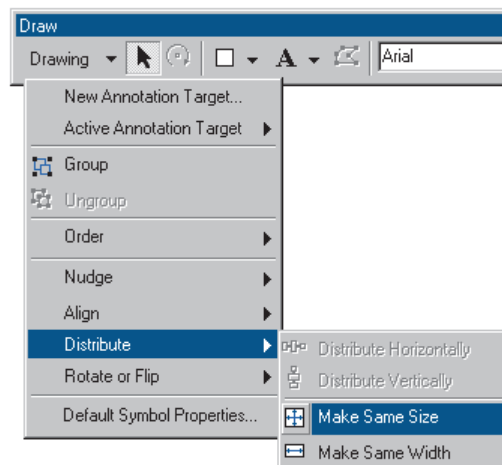 Draw
Drawing A Arial
New Annotation Target...
Active Annotation Target
Group
Ungroup
Order
Nudge
Align
Distribute
Distribute Horizontally
Rotate or Flip
Distribute Vertically
Default Symbol Properties...
Make Same Size
Make Same Width